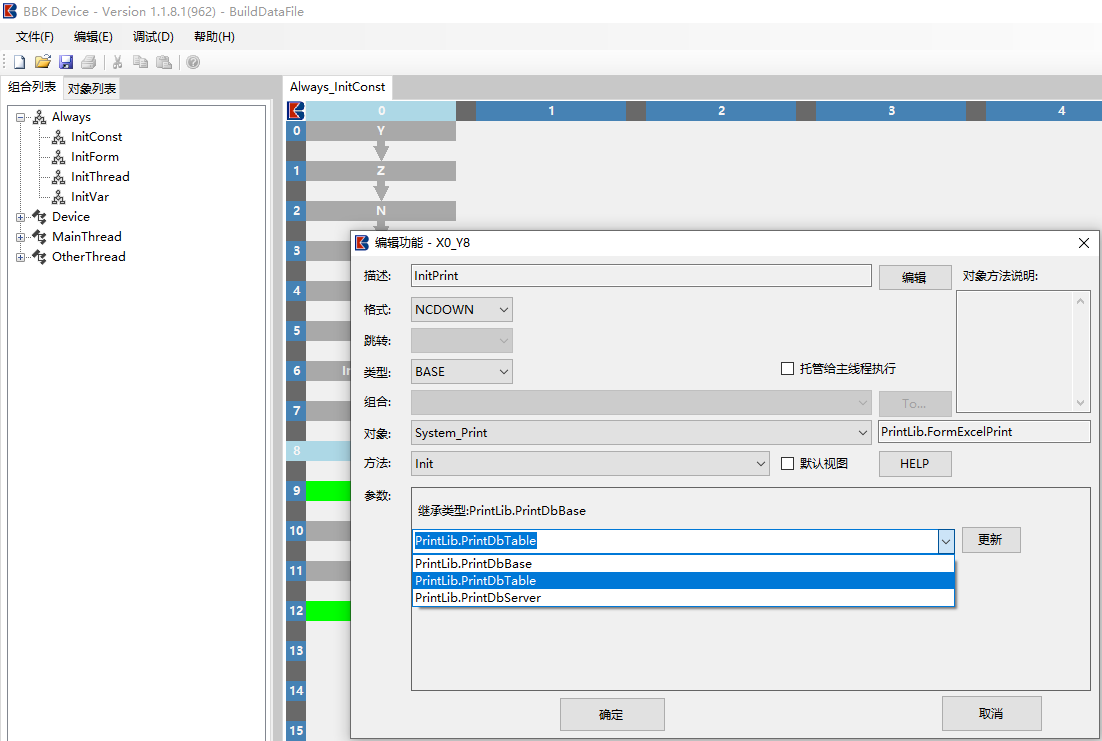 BBK Device - Version 1.1.8.1(962) - BuildDataFile
文件(F) 编辑(E) 调试(D) 帮助(H)
组合列表 对象列表
Always_InitConst
Always
InitConst
InitForm
InitThread
InitVar
Device
MainThread
OtherThread
0 1 2 3 4
0 Y
1 Z
2 N
3
4
5
6
7
8
9
10
11
12
13
14
15
编辑功能 - X0_Y8
描述: InitPrint 编辑 对象方法说明:
格式: NCDOWN
跳转:
类型: BASE 托管给主线程执行
组合: To...
对象: System_Print PrintLib.FormExcelPrint
方法: Init 默认视图 HELP
参数:
继承类型:PrintLib.PrintDbBase
PrintLib.PrintDbTable 更新
PrintLib.PrintDbBase
PrintLib.PrintDbTable
PrintLib.PrintDbServer
确定 取消